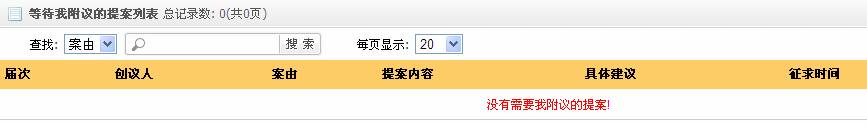 等待我附议的提案列表 总记录数: 0(共0页)
查找: 案由 搜 索 每页显示: 20
届次 创议人 案由 提案内容 具体建议 征求时间
没有需要我附议的提案!